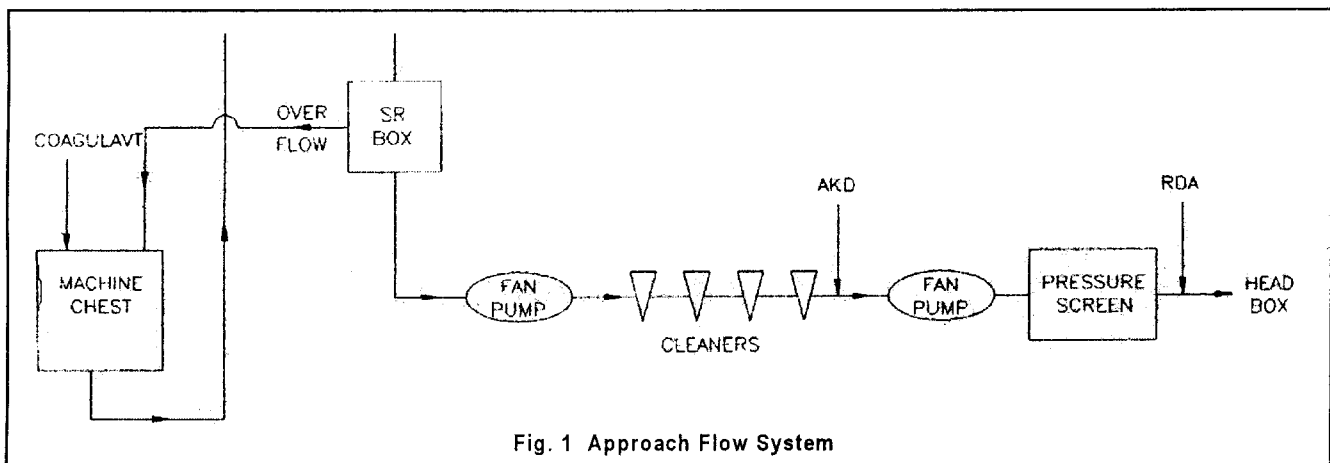 OVER
FLOW
SR
BOX
COAGULAVT
MACHINE
CHEST
AKD
RDA
FAN
PUMP
CLEANERS
FAN
PUMP
PRESSURE
SCREEN
HEAD
BOX
Fig. 1 Approach Flow System